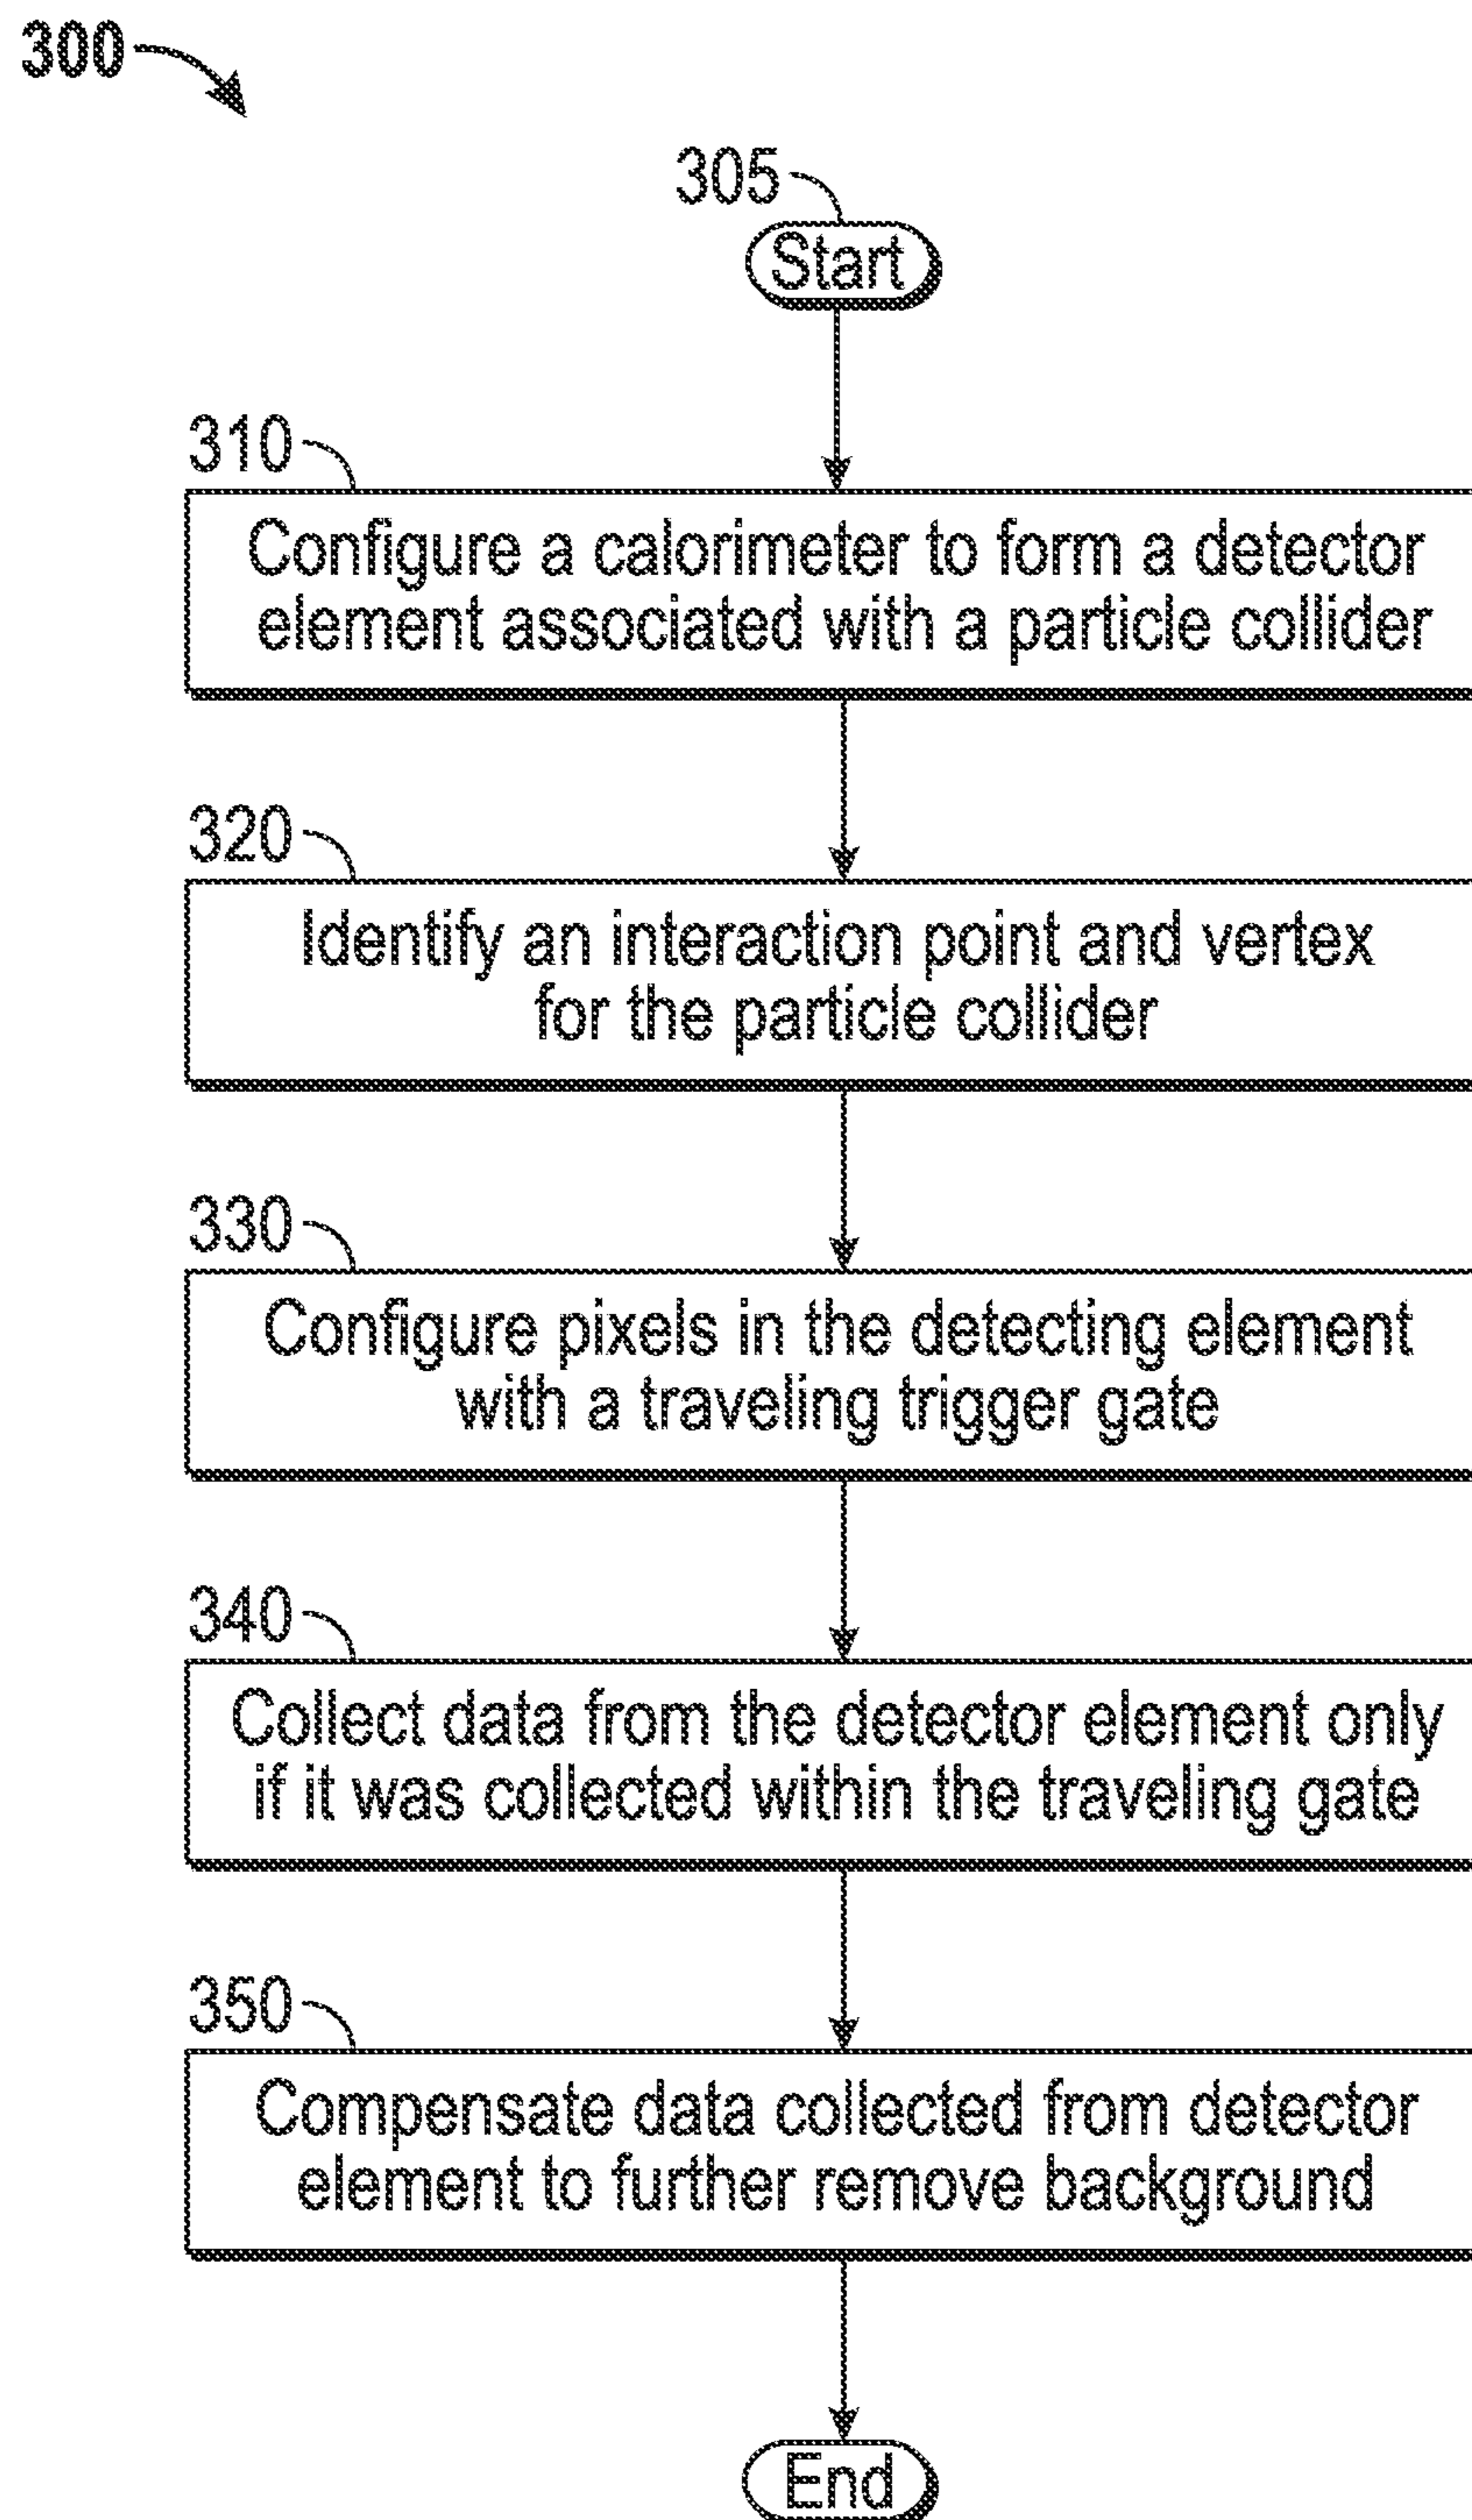 300
305
Start
310
Configure a calorimeter to form a detector
element associated with a particle collider
320
Identify an interaction point and vertex
for the particle collider
330
Configure pixels in the detecting element
with a traveling trigger gate
340
Collect data from the detector element only
if it was collected within the traveling gate
350
Compensate data collected from detector
element to further remove background
End